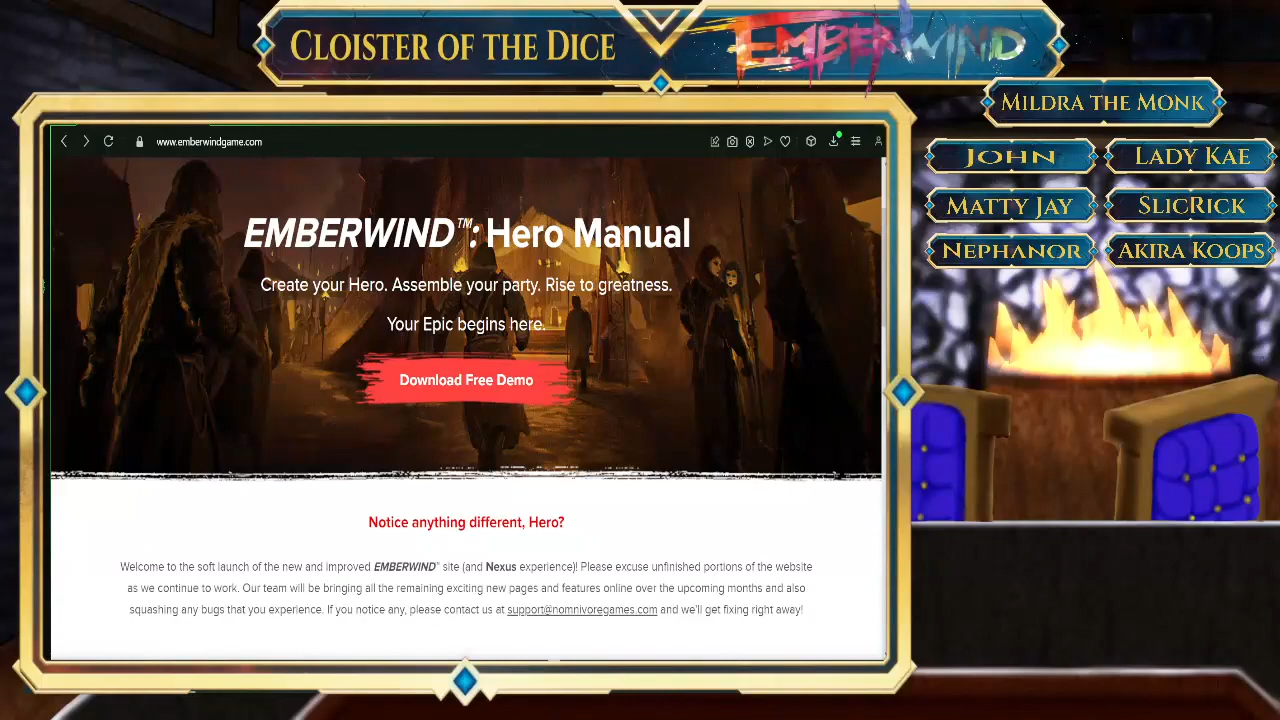 CLOISTER OF THE DICE
EMBERWIND
MILDRA THE MONK
JOHN
LADY KAE
MATTY JAY
SLICRICK
NEPHANOR
AKIRA KOOPS
www.emberwindgame.com
EMBERWIND™: Hero Manual
Create your Hero. Assemble your party. Rise to greatness.
Your Epic begins here.
Download Free Demo
Notice anything different, Hero?
Welcome to the soft launch of the new and improved EMBERWIND™ site (and Nexus experience)! Please excuse unfinished portions of the website
as we continue to work. Our team will be bringing all the remaining exciting new pages and features online over the upcoming months and also
squashing any bugs that you experience. If you notice any, please contact us at support@nomnivoregames.com and we'll get fixing right away!